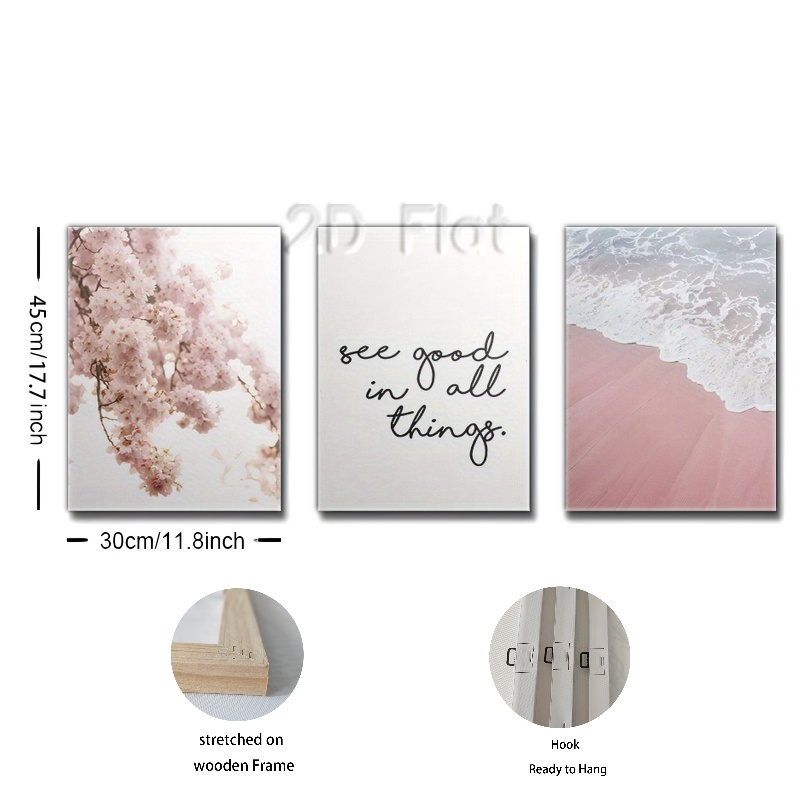 2D Flat
45cm/17.7inch
see good
in all
things.
30cm/11.8inch
stretched on
wooden Frame
Hook
Ready to Hang